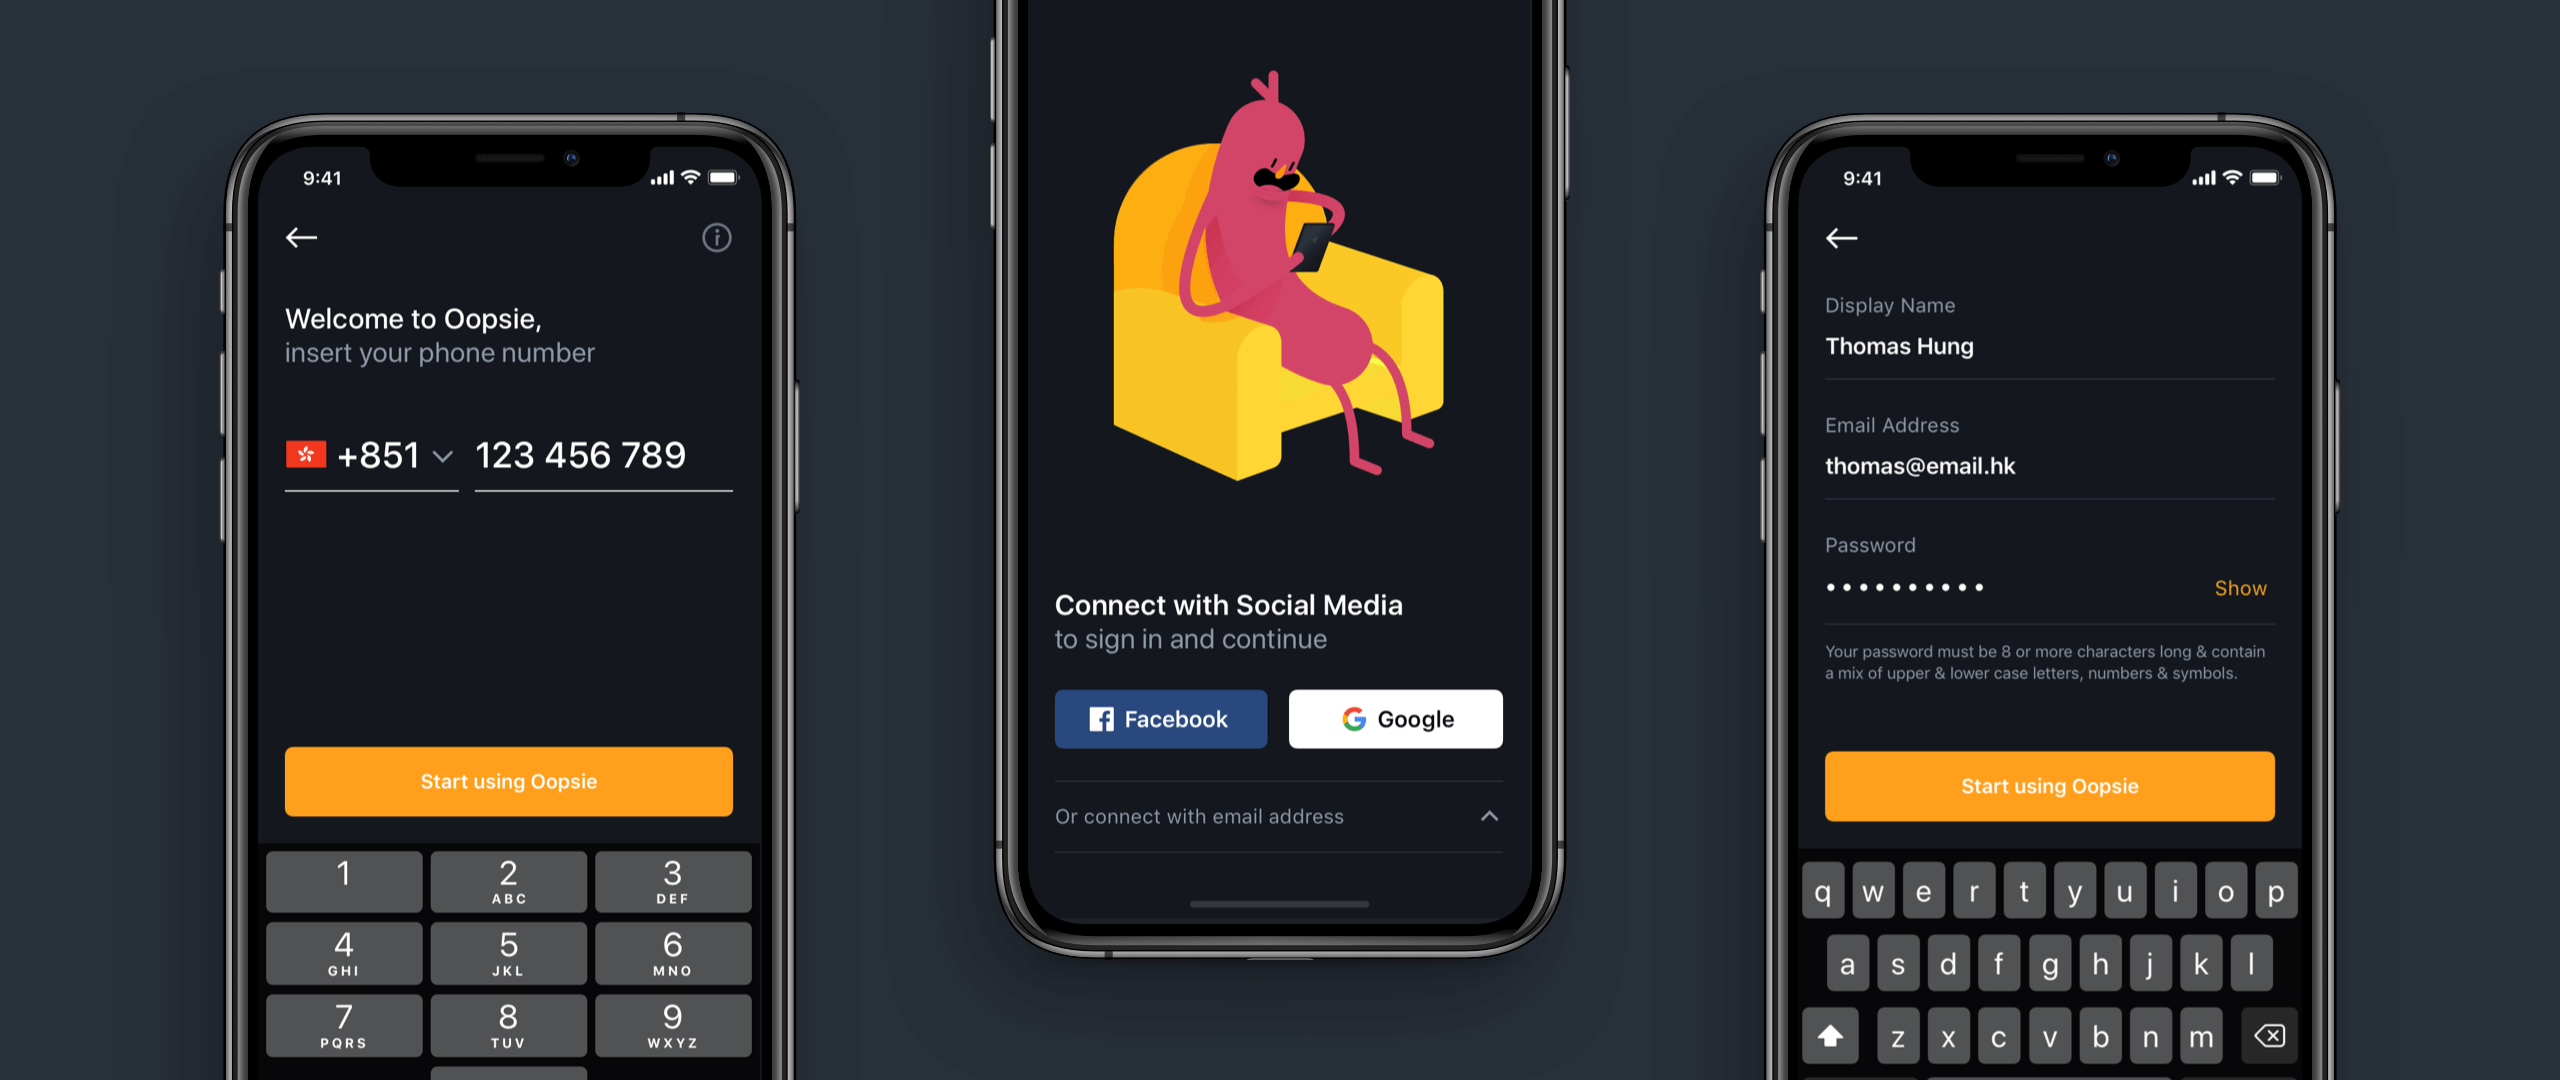 9:41
Welcome to Oopsie,
insert your phone number
+851 123 456 789
Start using Oopsie
1 2 ABC 3 DEF
4 GHI 5 JKL 6 MNO
7 PQRS 8 TUV 9 WXYZ
Connect with Social Media
to sign in and continue
Facebook Google
Or connect with email address
9:41
Display Name
Thomas Hung
Email Address
thomas@email.hk
Password
•••••••••• Show
Your password must be 8 or more characters long & contain
a mix of upper & lower case letters, numbers & symbols.
Start using Oopsie
q w e r t y u i o p
a s d f g h j k l
z x c v b n m